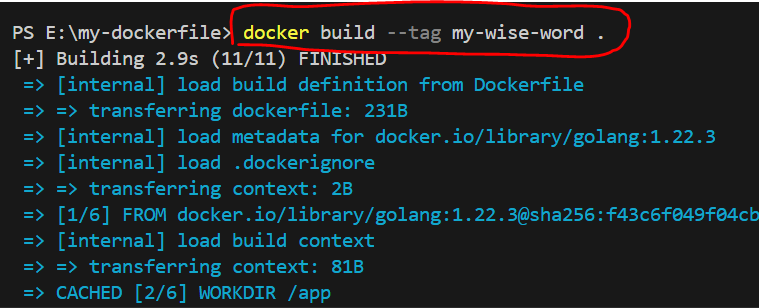 PS E:\my-dockerfile> docker build --tag my-wise-word .
[+] Building 2.9s (11/11) FINISHED
=> [internal] load build definition from Dockerfile
=> => transferring dockerfile: 231B
=> [internal] load metadata for docker.io/library/golang:1.22.3
=> [internal] load .dockerignore
=> => transferring context: 2B
=> [1/6] FROM docker.io/library/golang:1.22.3@sha256:f43c6f049f04cb
=> [internal] load build context
=> => transferring context: 81B
=> CACHED [2/6] WORKDIR /app